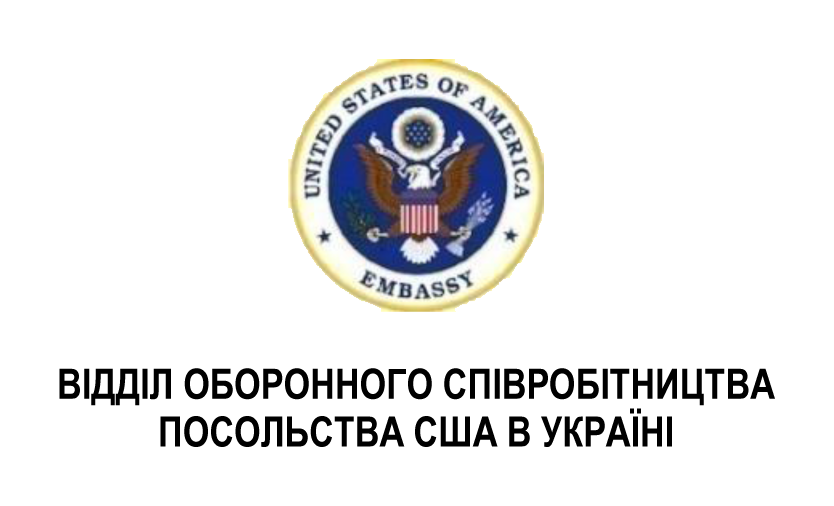 UNITED STATES OF AMERICA
EMBASSY
ВІДДІЛ ОБОРОННОГО СПІВРОБІТНИЦТВА
ПОСОЛЬСТВА США В УКРАЇНІ